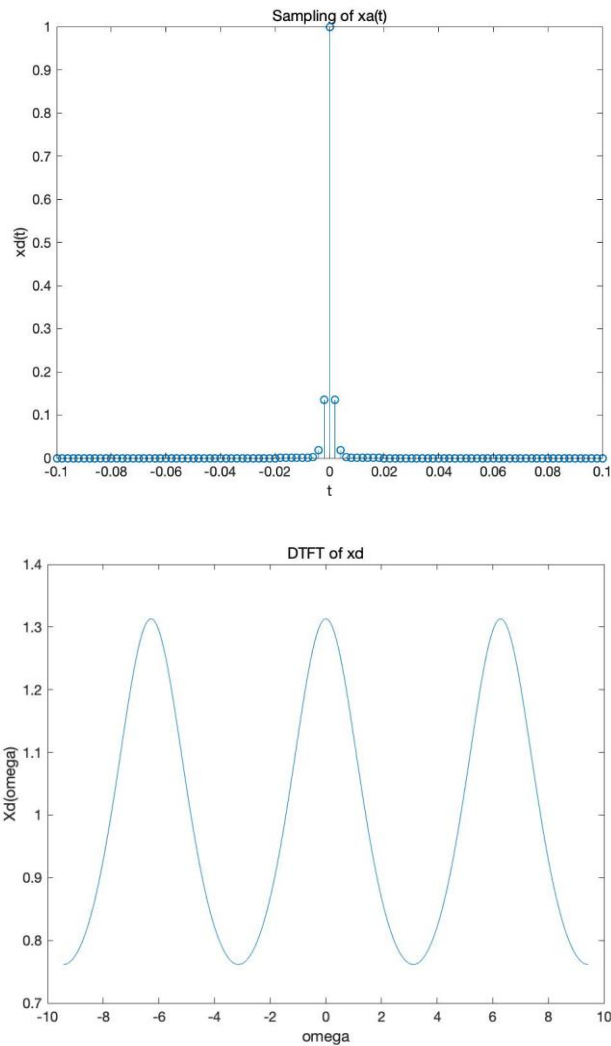 Sampling of xa(t)
1
0.9
0.8
0.7
0.6
0.5
0.4
0.3
0.2
0.1
0
xd(t)
-0.1 -0.08 -0.06 -0.04 -0.02 0 0.02 0.04 0.06 0.08 0.1
t
DTFT of xd
1.4
1.3
1.2
1.1
1
0.9
0.8
0.7
Xd(omega)
-10 -8 -6 -4 -2 0 2 4 6 8 10
omega